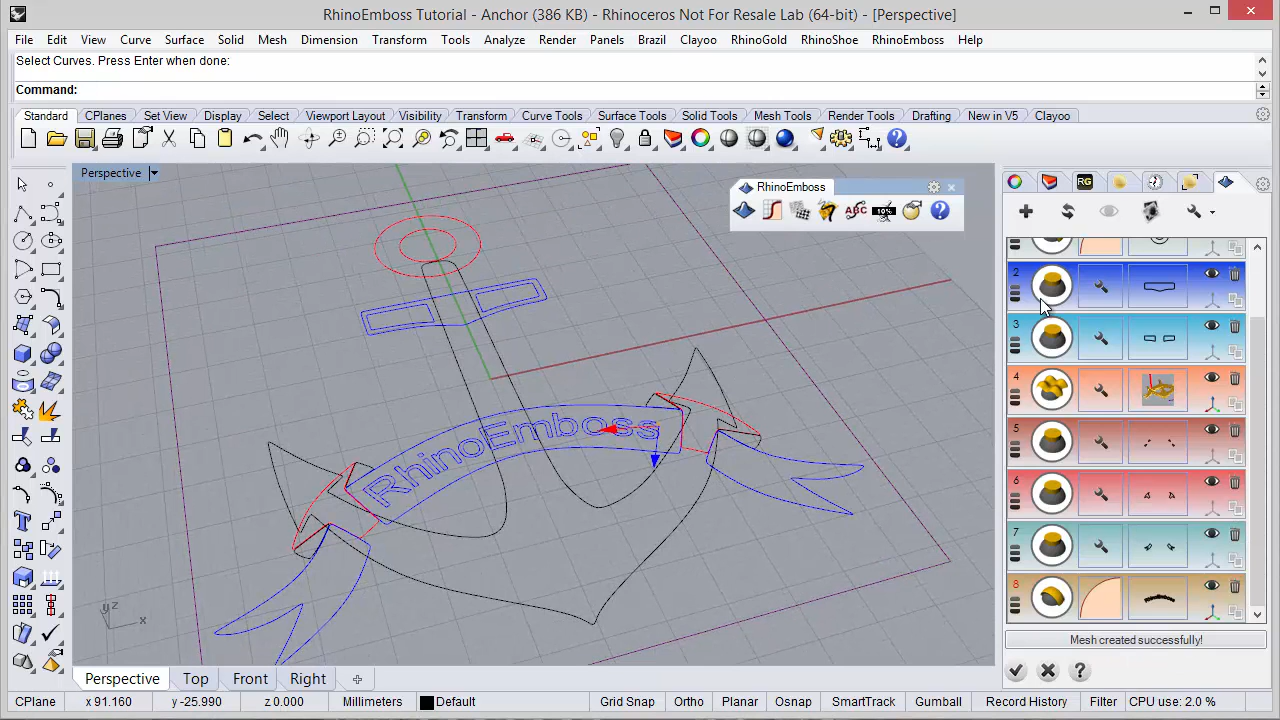 RhinoEmboss Tutorial - Anchor (386 KB) - Rhinoceros Not For Resale Lab (64-bit) - [Perspective]
File Edit View Curve Surface Solid Mesh Dimension Transform Tools Analyze Render Panels Brazil Clayoo RhinoGold RhinoShoe RhinoEmboss Help
Select Curves. Press Enter when done:
Command:
Standard CPlanes Set View Display Select Viewport Layout Visibility Transform Curve Tools Surface Tools Solid Tools Mesh Tools Render Tools Drafting New in V5 Clayoo
Perspective
RhinoEmboss
ABC 10%
RG
2
3
4
5
6
7
8
RhinoEmboss
y z
x
Mesh created successfully!
Perspective Top Front Right
CPlane x 91.160 y -25.990 z 0.000 Millimeters Default Grid Snap Ortho Planar Osnap SmartTrack Gumball Record History Filter CPU use: 2.0 %